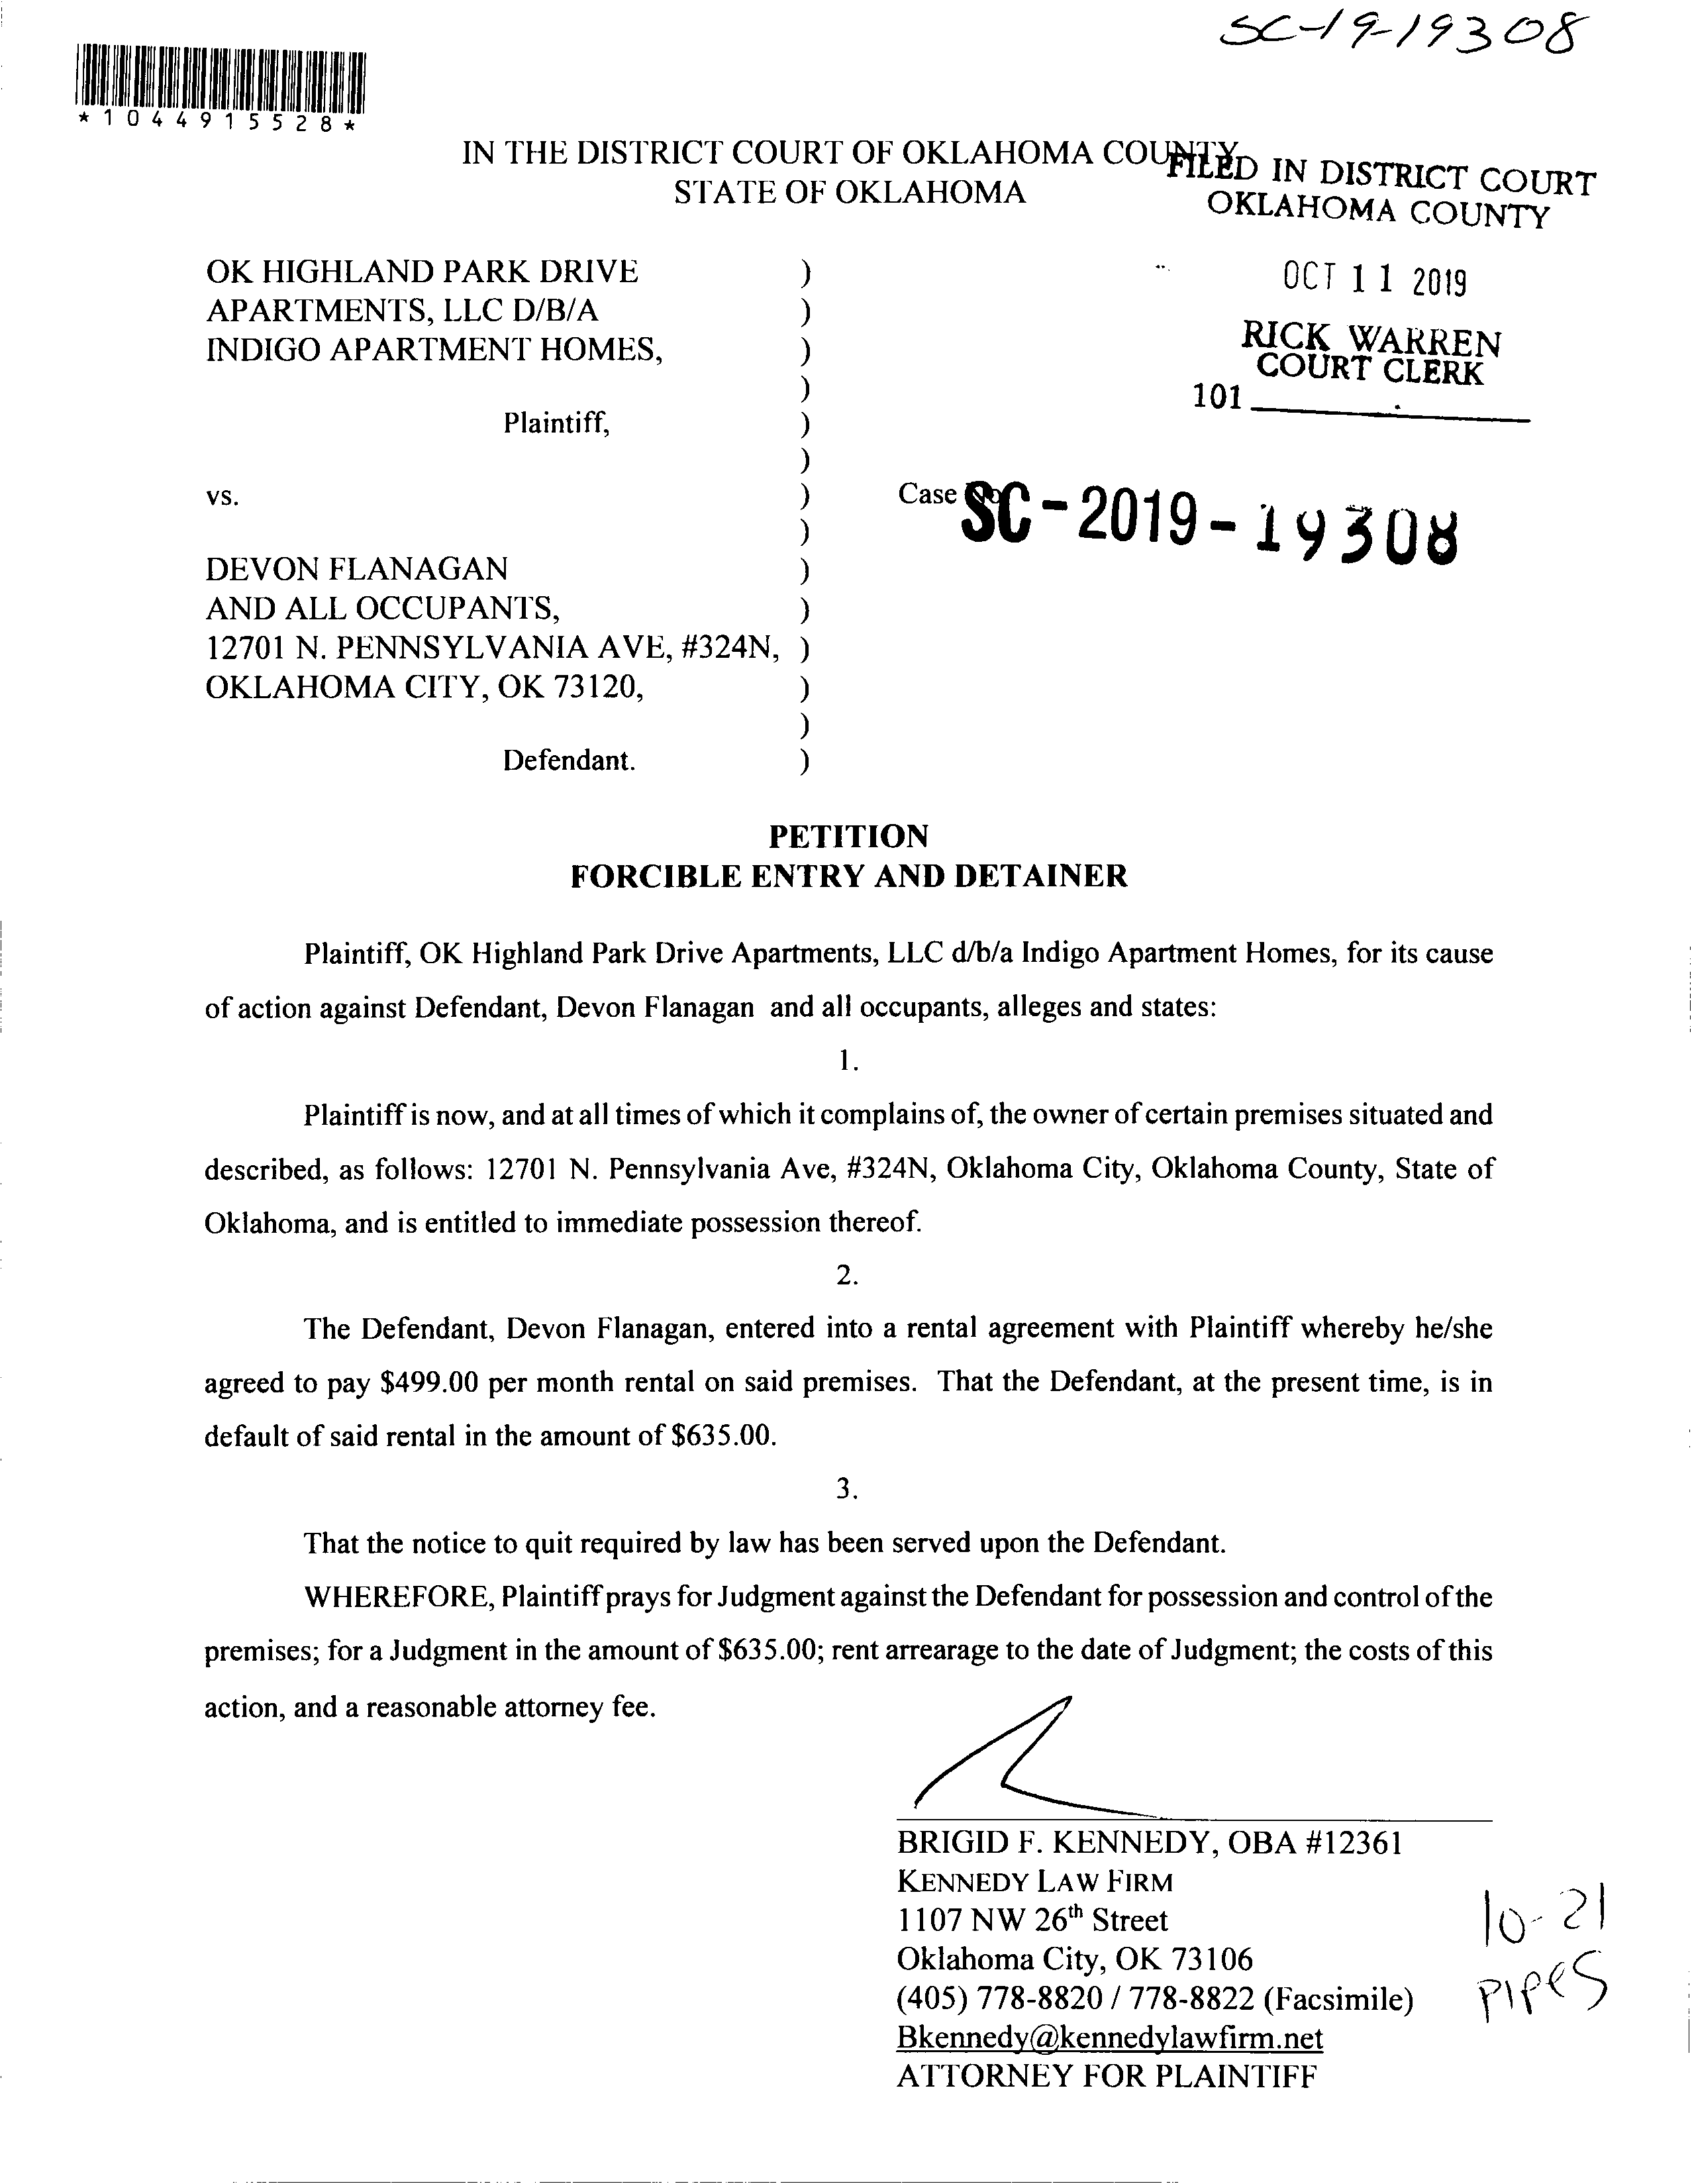 SC-19-19308
*1044915528*
IN THE DISTRICT COURT OF OKLAHOMA COUNTY
STATE OF OKLAHOMA
FILED IN DISTRICT COURT
OKLAHOMA COUNTY
OCT 11 2019
RICK WARREN
COURT CLERK
101
OK HIGHLAND PARK DRIVE )
APARTMENTS, LLC D/B/A )
INDIGO APARTMENT HOMES, )
)
Plaintiff, )
)
vs. ) Case No. SC-2019-19308
)
DEVON FLANAGAN )
AND ALL OCCUPANTS, )
12701 N. PENNSYLVANIA AVE, #324N, )
OKLAHOMA CITY, OK 73120, )
)
Defendant. )
PETITION
FORCIBLE ENTRY AND DETAINER
Plaintiff, OK Highland Park Drive Apartments, LLC d/b/a Indigo Apartment Homes, for its cause
of action against Defendant, Devon Flanagan and all occupants, alleges and states:
1.
Plaintiff is now, and at all times of which it complains of, the owner of certain premises situated and
described, as follows: 12701 N. Pennsylvania Ave, #324N, Oklahoma City, Oklahoma County, State of
Oklahoma, and is entitled to immediate possession thereof.
2.
The Defendant, Devon Flanagan, entered into a rental agreement with Plaintiff whereby he/she
agreed to pay $499.00 per month rental on said premises. That the Defendant, at the present time, is in
default of said rental in the amount of $635.00.
3.
That the notice to quit required by law has been served upon the Defendant.
WHEREFORE, Plaintiff prays for Judgment against the Defendant for possession and control of the
premises; for a Judgment in the amount of $635.00; rent arrearage to the date of Judgment; the costs of this
action, and a reasonable attorney fee.
BRIGID F. KENNEDY, OBA #12361
KENNEDY LAW FIRM
1107 NW 26th Street
Oklahoma City, OK 73106
(405) 778-8820 / 778-8822 (Facsimile)
Bkennedy@kennedylawfirm.net
ATTORNEY FOR PLAINTIFF
10-21
PIPES